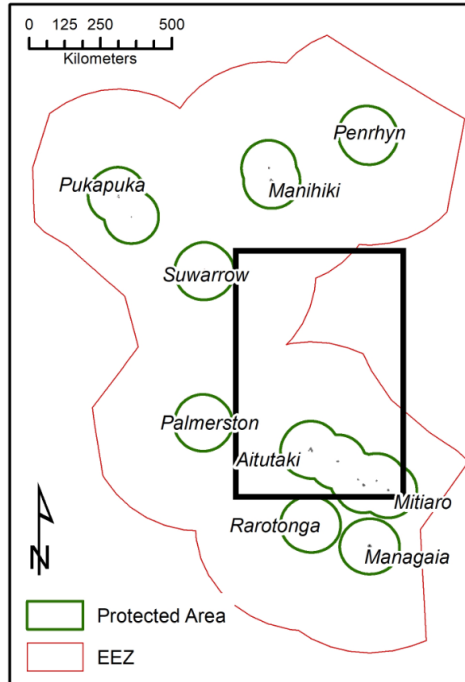 0 125 250 500
Kilometers
Penrhyn
Pukapuka
Manihiki
Suwarrow
Palmerston
Aitutaki
Mitiaro
Rarotonga
Managaia
N
Protected Area
EEZ